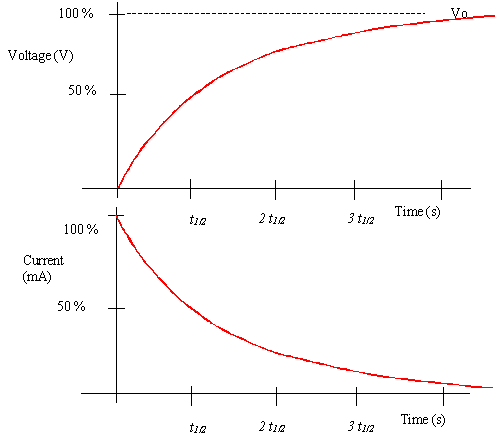 100 %
Vo
Voltage (V)
50 %
t1/2
2 t1/2
3 t1/2
Time (s)
100 %
Current
(mA)
50 %
t1/2
2 t1/2
3 t1/2
Time (s)